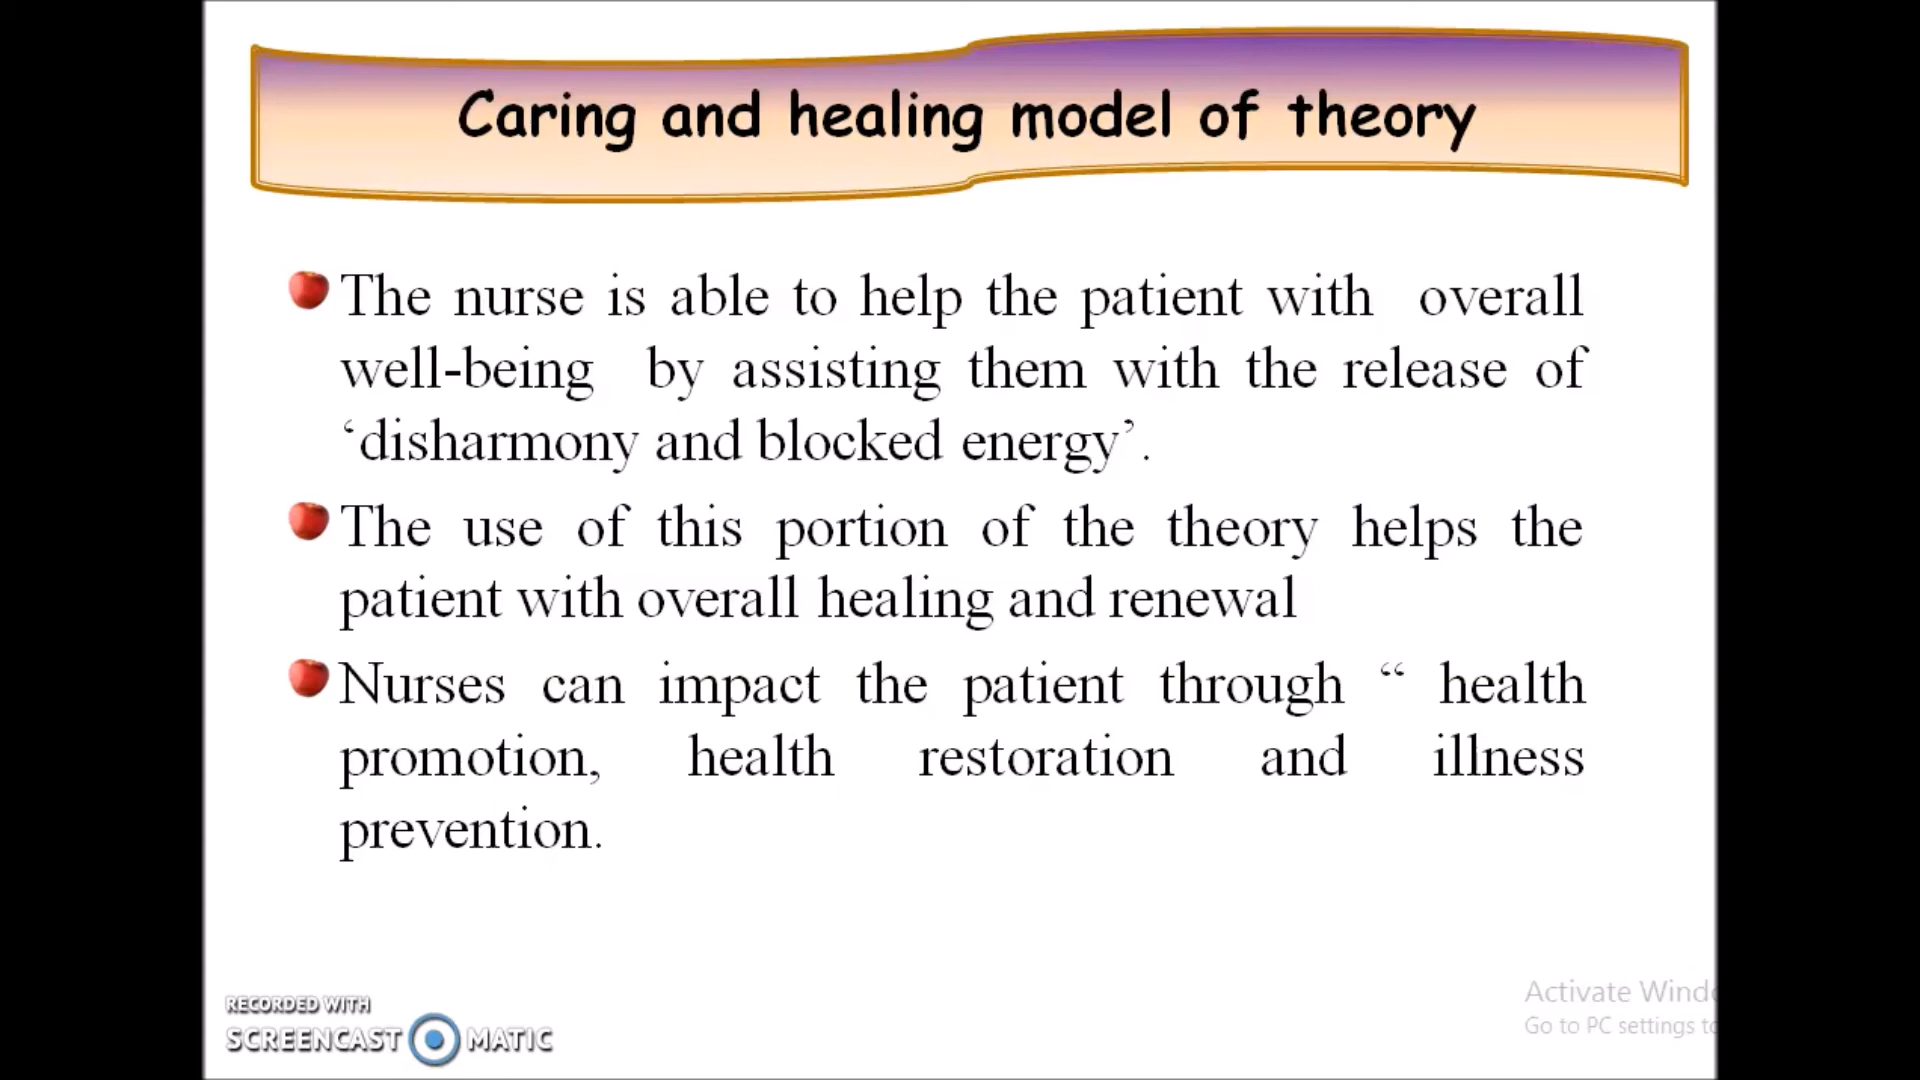 Caring and healing model of theory
The nurse is able to help the patient with overall
well-being by assisting them with the release of
‘disharmony and blocked energy’.
The use of this portion of the theory helps the
patient with overall healing and renewal
Nurses can impact the patient through “ health
promotion, health restoration and illness
prevention.
RECORDED WITH
SCREENCAST MATIC
Activate Wind
Go to PC settings to